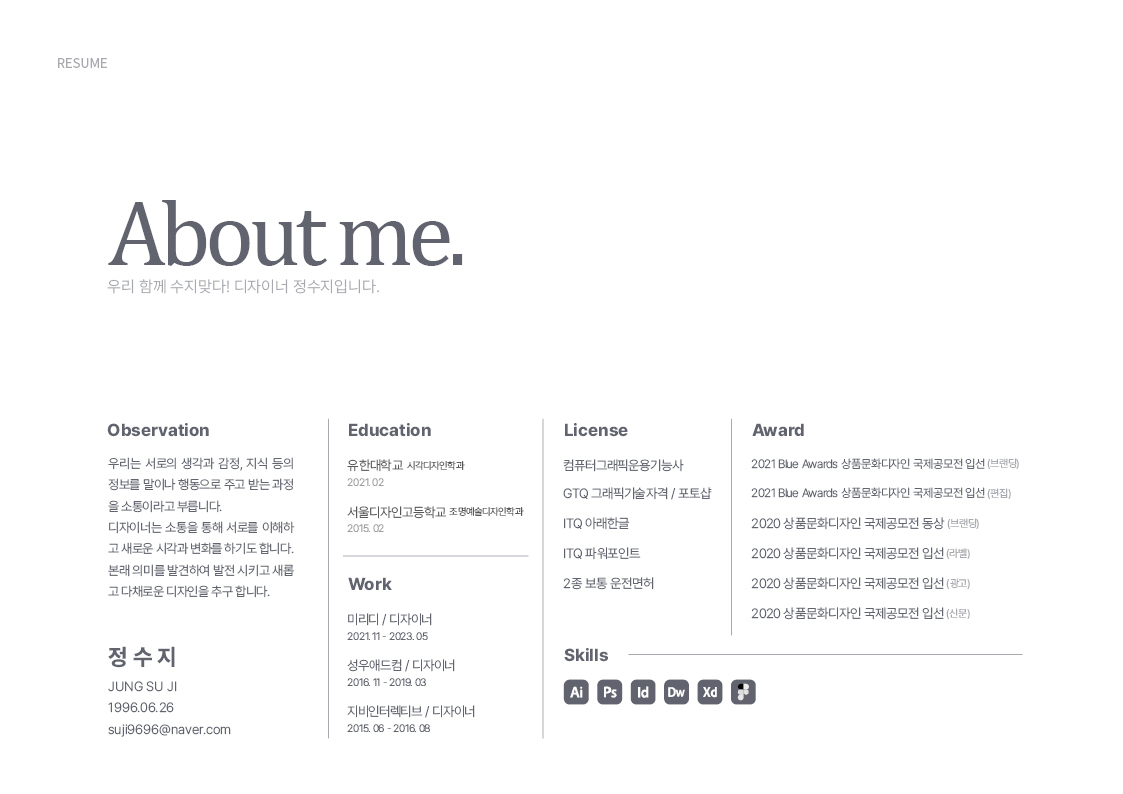 RESUME
About me.
우리 함께 수지맞다! 디자이너 정수지입니다.
Observation
우리는 서로의 생각과 감정, 지식 등의
정보를 말이나 행동으로 주고 받는 과정
을 소통이라고 부릅니다.
디자이너는 소통을 통해 서로를 이해하
고 새로운 시각과 변화를 하기도 합니다.
본래 의미를 발견하여 발전 시키고 새롭
고 다채로운 디자인을 추구 합니다.
정 수 지
JUNG SU JI
1996.06.26
suji9696@naver.com
Education
유한대학교 시각디자인학과
2021. 02
서울디자인고등학교 조명예술디자인학과
2015. 02
Work
미리디 / 디자이너
2021. 11 - 2023. 05
성우애드컴 / 디자이너
2016. 11 - 2019. 03
지비인터렉티브 / 디자이너
2015. 06 - 2016. 08
License
컴퓨터그래픽운용기능사
GTQ 그래픽기술자격 / 포토샵
ITQ 아래한글
ITQ 파워포인트
2종 보통 운전면허
Award
2021 Blue Awards 상품문화디자인 국제공모전 입선 (브랜딩)
2021 Blue Awards 상품문화디자인 국제공모전 입선 (편집)
2020 상품문화디자인 국제공모전 동상 (브랜딩)
2020 상품문화디자인 국제공모전 입선 (라벨)
2020 상품문화디자인 국제공모전 입선 (광고)
2020 상품문화디자인 국제공모전 입선 (신문)
Skills
Ai Ps Id Dw Xd